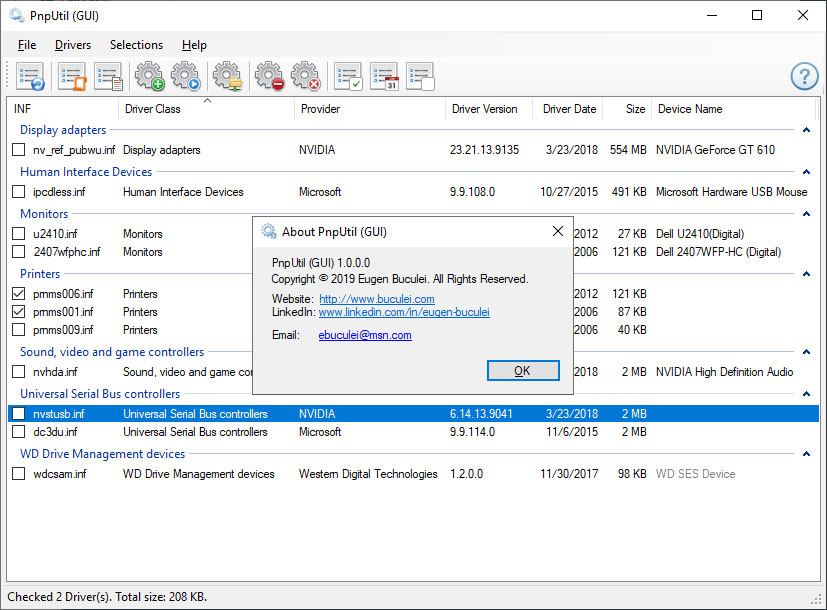 PnpUtil (GUI)
File Drivers Selections Help
31
?
INF Driver Class Provider Driver Version Driver Date Size Device Name
Display adapters
nv_ref_pubwu.inf Display adapters NVIDIA 23.21.13.9135 3/23/2018 554 MB NVIDIA GeForce GT 610
Human Interface Devices
ipcdless.inf Human Interface Devices Microsoft 9.9.108.0 10/27/2015 491 KB Microsoft Hardware USB Mouse
Monitors
u2410.inf Monitors 2012 27 KB Dell U2410(Digital)
2407wfphc.inf Monitors 2006 121 KB Dell 2407WFP-HC (Digital)
Printers
prnms006.inf Printers 2012 121 KB
prnms001.inf Printers 2006 87 KB
prnms009.inf Printers 2006 40 KB
Sound, video and game controllers
nvhda.inf Sound, video and game cor 2018 2 MB NVIDIA High Definition Audio
Universal Serial Bus controllers
nvstusb.inf Universal Serial Bus controllers NVIDIA 6.14.13.9041 3/23/2018 2 MB
dc3du.inf Universal Serial Bus controllers Microsoft 9.9.114.0 11/6/2015 2 MB
WD Drive Management devices
wdcsam.inf WD Drive Management devices Western Digital Technologies 1.2.0.0 11/30/2017 98 KB WD SES Device
About PnpUtil (GUI)
PnpUtil (GUI) 1.0.0.0
Copyright © 2019 Eugen Buculei. All Rights Reserved.
Website: http://www.buculei.com
LinkedIn: www.linkedin.com/in/eugen-buculei
Email: ebuculei@msn.com
OK
Checked 2 Driver(s). Total size: 208 KB.